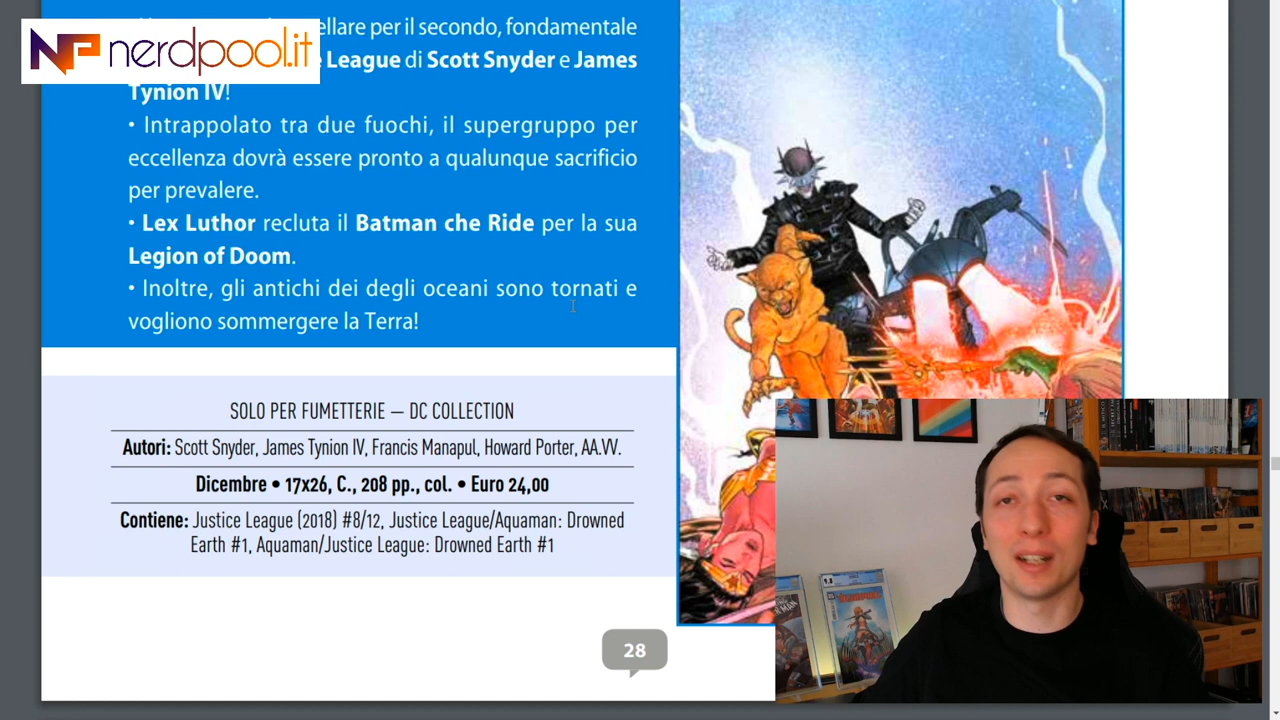 nerdpool.it
ellare per il secondo, fondamentale
League di Scott Snyder e James
Tynion IV!
• Intrappolato tra due fuochi, il supergruppo per
eccellenza dovrà essere pronto a qualunque sacrificio
per prevalere.
• Lex Luthor recluta il Batman che Ride per la sua
Legion of Doom.
• Inoltre, gli antichi dei degli oceani sono tornati e
vogliono sommergere la Terra!
SOLO PER FUMETTERIE — DC COLLECTION
Autori: Scott Snyder, James Tynion IV, Francis Manapul, Howard Porter, AA.VV.
Dicembre • 17x26, C., 208 pp., col. • Euro 24,00
Contiene: Justice League (2018) #8/12, Justice League/Aquaman: Drowned
Earth #1, Aquaman/Justice League: Drowned Earth #1
28